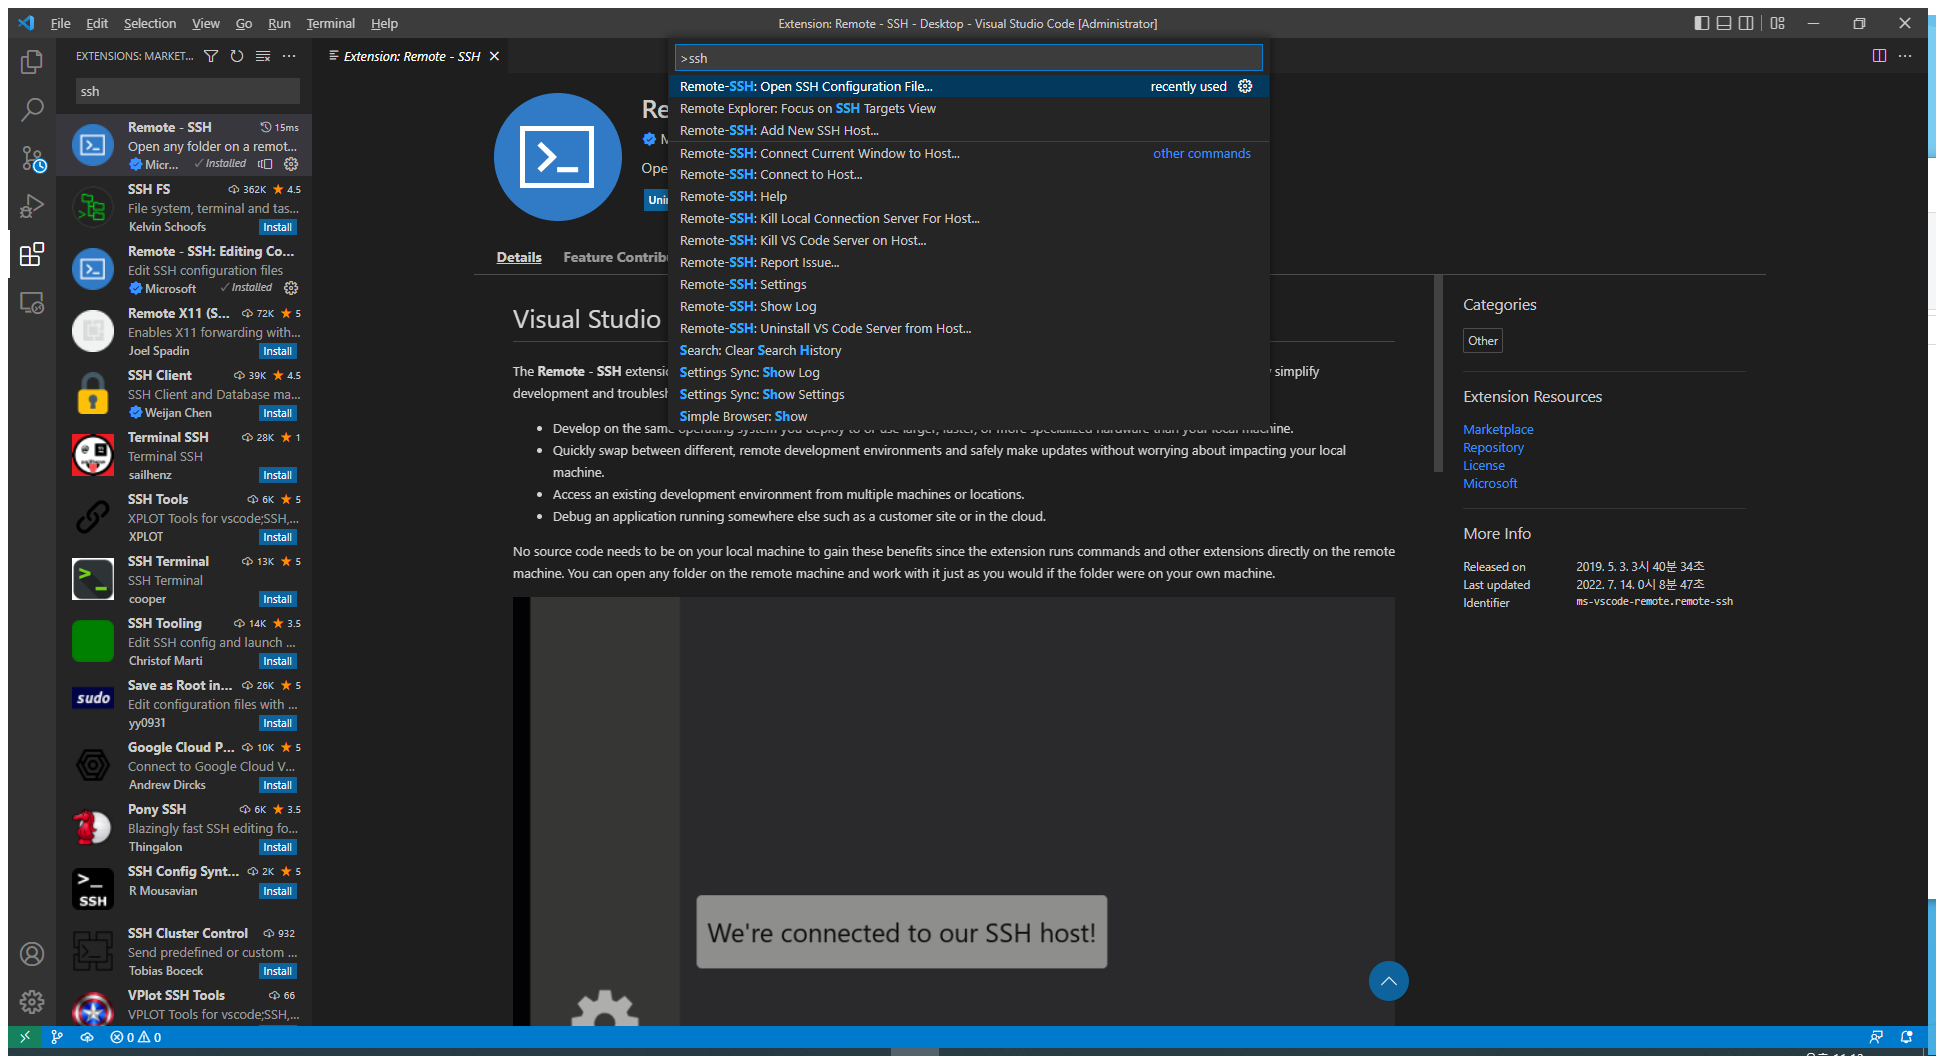 File Edit Selection View Go Run Terminal Help
Extension: Remote - SSH - Desktop - Visual Studio Code [Administrator]
EXTENSIONS: MARKET...
ssh
Remote - SSH 15ms
Open any folder on a remot...
Micr... ✓Installed
SSH FS 362K ★ 4.5
File system, terminal and tas...
Kelvin Schoofs Install
Remote - SSH: Editing Co...
Edit SSH configuration files
Microsoft ✓Installed
Remote X11 (S... 72K ★ 5
Enables X11 forwarding with...
Joel Spadin Install
SSH Client 39K ★ 4.5
SSH Client and Database ma...
Weijan Chen Install
Terminal SSH 28K ★ 1
Terminal SSH
sailhenz Install
SSH Tools 6K ★ 5
XPLOT Tools for vscode;SSH,...
XPLOT Install
SSH Terminal 13K ★ 5
SSH Terminal
cooper Install
SSH Tooling 14K ★ 3.5
Edit SSH config and launch ...
Christof Marti Install
sudo
Save as Root in... 26K ★ 5
Edit configuration files with ...
yy0931 Install
Google Cloud P... 10K ★ 5
Connect to Google Cloud V...
Andrew Dircks Install
Pony SSH 6K ★ 3.5
Blazingly fast SSH editing fo...
Thingalon Install
>_ SSH
SSH Config Synt... 2K ★ 5
R Mousavian Install
SSH Cluster Control 932
Send predefined or custom ...
Tobias Boceck Install
VPlot SSH Tools 66
VPLOT Tools for vscode;SSH,...
Extension: Remote - SSH
>ssh
Remote-SSH: Open SSH Configuration File... recently used
Remote Explorer: Focus on SSH Targets View
Remote-SSH: Add New SSH Host...
Remote-SSH: Connect Current Window to Host... other commands
Remote-SSH: Connect to Host...
Remote-SSH: Help
Remote-SSH: Kill Local Connection Server For Host...
Remote-SSH: Kill VS Code Server on Host...
Remote-SSH: Report Issue...
Remote-SSH: Settings
Remote-SSH: Show Log
Remote-SSH: Uninstall VS Code Server from Host...
Search: Clear Search History
Settings Sync: Show Log
Settings Sync: Show Settings
Simple Browser: Show
Re
M
Ope
Unin
Details Feature Contribu
Visual Studio
The Remote - SSH extensio y simplify
development and troublesh
• Develop on the same operating system you deploy to or use larger, faster, or more specialized hardware than your local machine.
• Quickly swap between different, remote development environments and safely make updates without worrying about impacting your local
machine.
• Access an existing development environment from multiple machines or locations.
• Debug an application running somewhere else such as a customer site or in the cloud.
No source code needs to be on your local machine to gain these benefits since the extension runs commands and other extensions directly on the remote
machine. You can open any folder on the remote machine and work with it just as you would if the folder were on your own machine.
We're connected to our SSH host!
Categories
Other
Extension Resources
Marketplace
Repository
License
Microsoft
More Info
Released on 2019. 5. 3. 3시 40분 34초
Last updated 2022. 7. 14. 0시 8분 47초
Identifier ms-vscode-remote.remote-ssh
0 0